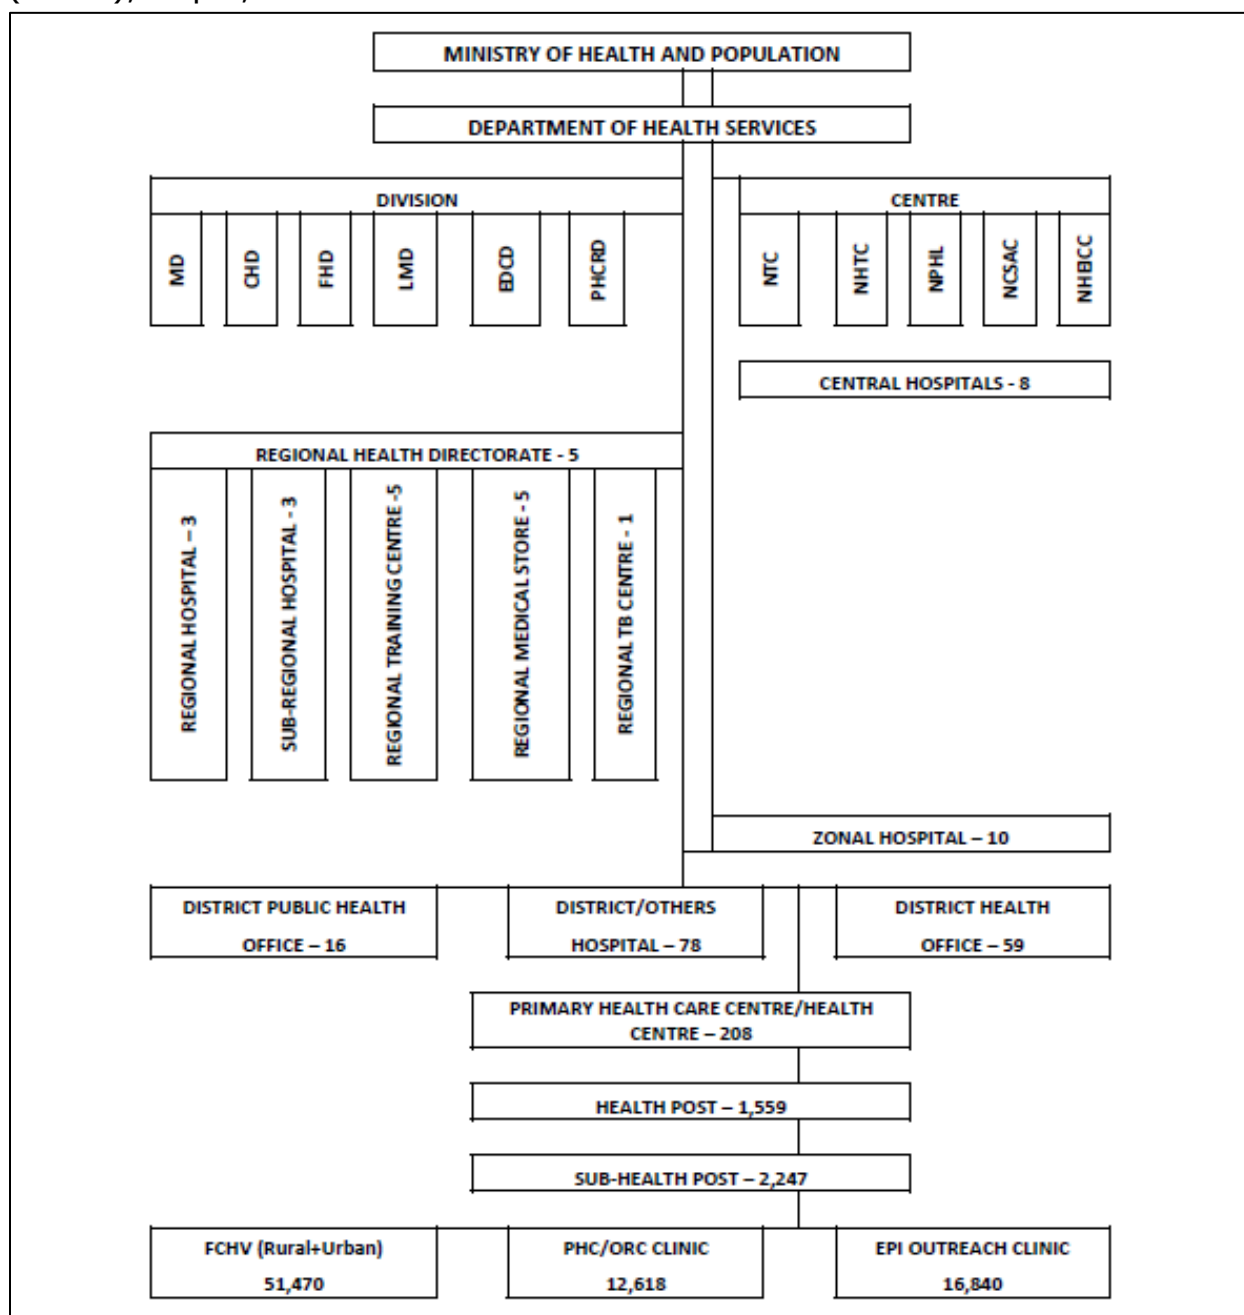 MINISTRY OF HEALTH AND POPULATION
DEPARTMENT OF HEALTH SERVICES
DIVISION
CENTRE
MD
CHD
FHD
LMD
EDCD
PHCRD
NTC
NHTC
NPHL
NCSAC
NHEICC
CENTRAL HOSPITALS - 8
REGIONAL HEALTH DIRECTORATE - 5
REGIONAL HOSPITAL – 3
SUB-REGIONAL HOSPITAL - 3
REGIONAL TRAINING CENTRE -5
REGIONAL MEDICAL STORE - 5
REGIONAL TB CENTRE - 1
ZONAL HOSPITAL – 10
DISTRICT PUBLIC HEALTH
OFFICE – 16
DISTRICT/OTHERS
HOSPITAL – 78
DISTRICT HEALTH
OFFICE – 59
PRIMARY HEALTH CARE CENTRE/HEALTH
CENTRE – 208
HEALTH POST – 1,559
SUB-HEALTH POST – 2,247
FCHV (Rural+Urban)
51,470
PHC/ORC CLINIC
12,618
EPI OUTREACH CLINIC
16,840